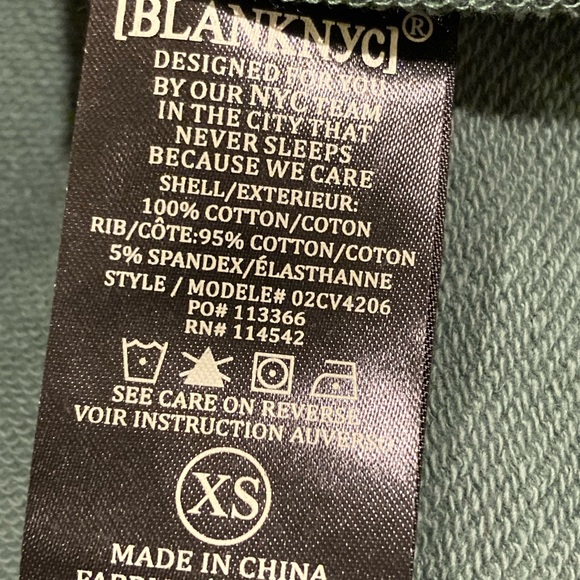 [BLANKNYC]®
DESIGNED FOR YOU
BY OUR NYC TEAM
IN THE CITY THAT
NEVER SLEEPS
BECAUSE WE CARE
SHELL/EXTERIEUR:
100% COTTON/COTON
RIB/CÔTE:95% COTTON/COTON
5% SPANDEX/ÉLASTHANNE
STYLE / MODELE# 02CV4206
PO# 113366
RN# 114542
SEE CARE ON REVERSE
VOIR INSTRUCTION AUVERSO
XS
MADE IN CHINA